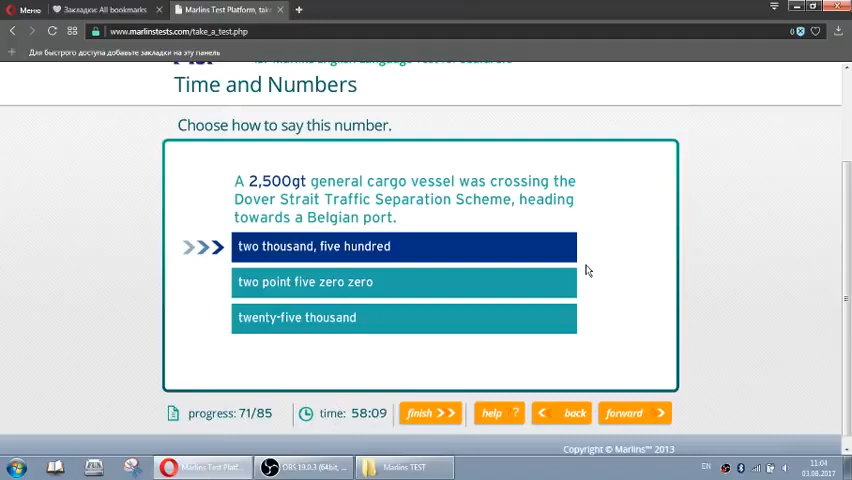 Меню
Закладки: All bookmarks
Marlins Test Platform, take
www.marlinstests.com/take_a_test.php
0
Для быстрого доступа добавьте закладки на эту панель
Time and Numbers
Choose how to say this number.
A 2,500gt general cargo vessel was crossing the
Dover Strait Traffic Separation Scheme, heading
towards a Belgian port.
two thousand, five hundred
two point five zero zero
twenty-five thousand
progress: 71/85
time: 58:09
finish >>
help ?
<< back
forward >
Copyright © Marlins™ 2013
FUN
Marlins Test Platf...
OBS 19.0.3 (64bit, ...
Marlins TEST
EN
11:04
03.08.2017